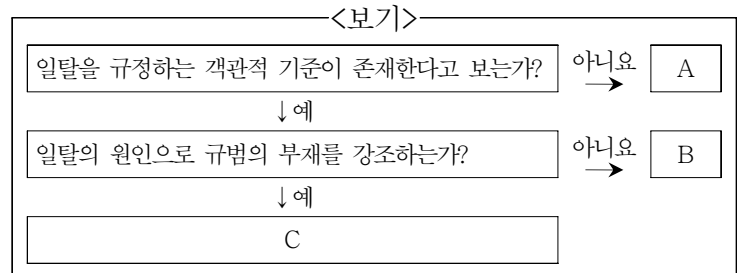 <보기>
일탈을 규정하는 객관적 기준이 존재한다고 보는가? 아니요 A
↓예
일탈의 원인으로 규범의 부재를 강조하는가? 아니요 B
↓예
C